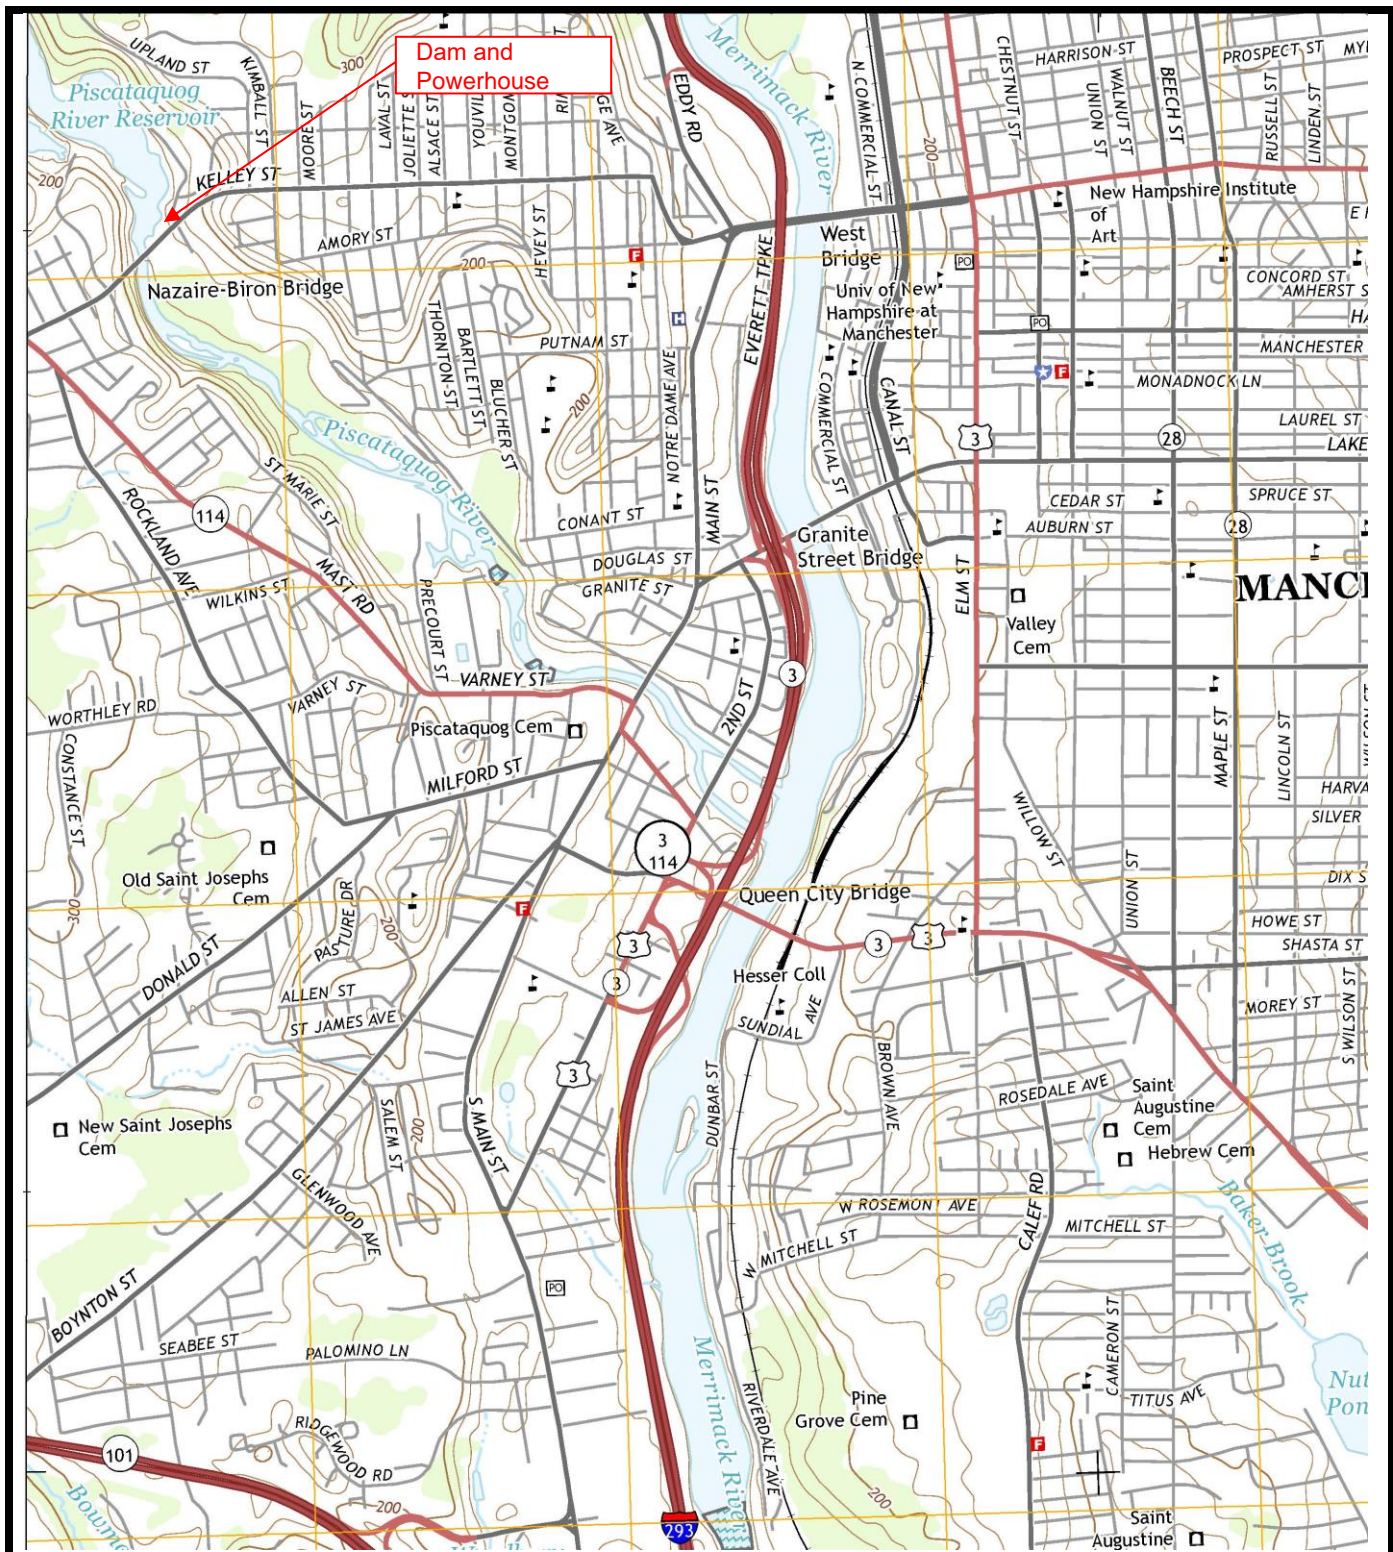 Dam and
Powerhouse
UPLAND ST
KIMBALL ST
300
Piscataquog
River Reservoir
MOORE ST
LAVAL ST
ALSACE ST
EDDY RD
Merrimack River
N COMMERCIAL ST
200
CHESTNUT ST
HARRISON ST
UNION ST
WALNUT ST
BEECH ST
PROSPECT ST
RUSSELL ST
LINDEN ST
200
KELLEY ST
AMORY ST
200
HEVEY ST
F
New Hampshire Institute
of
Art
West
Bridge
PO
Nazaire-Biron Bridge
Univ of New
Hampshire at
Manchester
CONCORD ST
AMHERST S
H
PO
THORNTON ST
BARTLETT ST
BLUCHER ST
PUTNAM ST
200
NOTRE DAME AVE
EVERETT TPKE
COMMERCIAL ST
CANAL ST
F
MANCHESTER
MONADNOCK LN
LAUREL ST
LAKE
3
28
Piscataquog River
ST MARIE ST
ROCKLAND AVE
114
MAIN ST
CONANT ST
DOUGLAS ST
GRANITE ST
Granite
Street Bridge
CEDAR ST
SPRUCE ST
AUBURN ST
28
ELM ST
MANC
WILKINS ST
MAST RD
PRECOURT ST
Valley
Cem
VARNEY ST
VARNEY ST
3
2ND ST
WORTHLEY RD
CONSTANCE ST
Piscataquog Cem
MILFORD ST
MAPLE ST
LINCOLN ST
WILLOW ST
HARVA
SILVER
UNION ST
DIX S
3
114
Old Saint Josephs
Cem
300
PASTURE DR
200
F
Queen City Bridge
HOWE ST
SHASTA ST
3
3
3
3
DONALD ST
ALLEN ST
ST JAMES AVE
Hesser Coll
SUNDIAL AVE
MOREY ST
S WILSON ST
3
BROWN AVE
DUNBAR ST
ROSEDALE AVE
Saint
Augustine
Cem
Hebrew Cem
New Saint Josephs
Cem
SALEM ST
200
S MAIN ST
GLENWOOD AVE
W ROSEMONT AVE
CALEF RD
MITCHELL ST
Baker Brook
W MITCHELL ST
BOYNTON ST
PO
SEABEE ST
PALOMINO LN
Merrimack River
RIVERDALE AVE
CAMERON ST
TITUS AVE
Nut
Pon
Pine
Grove Cem
F
RIDGEWOOD RD
101
200
200
293
Saint
Augustine